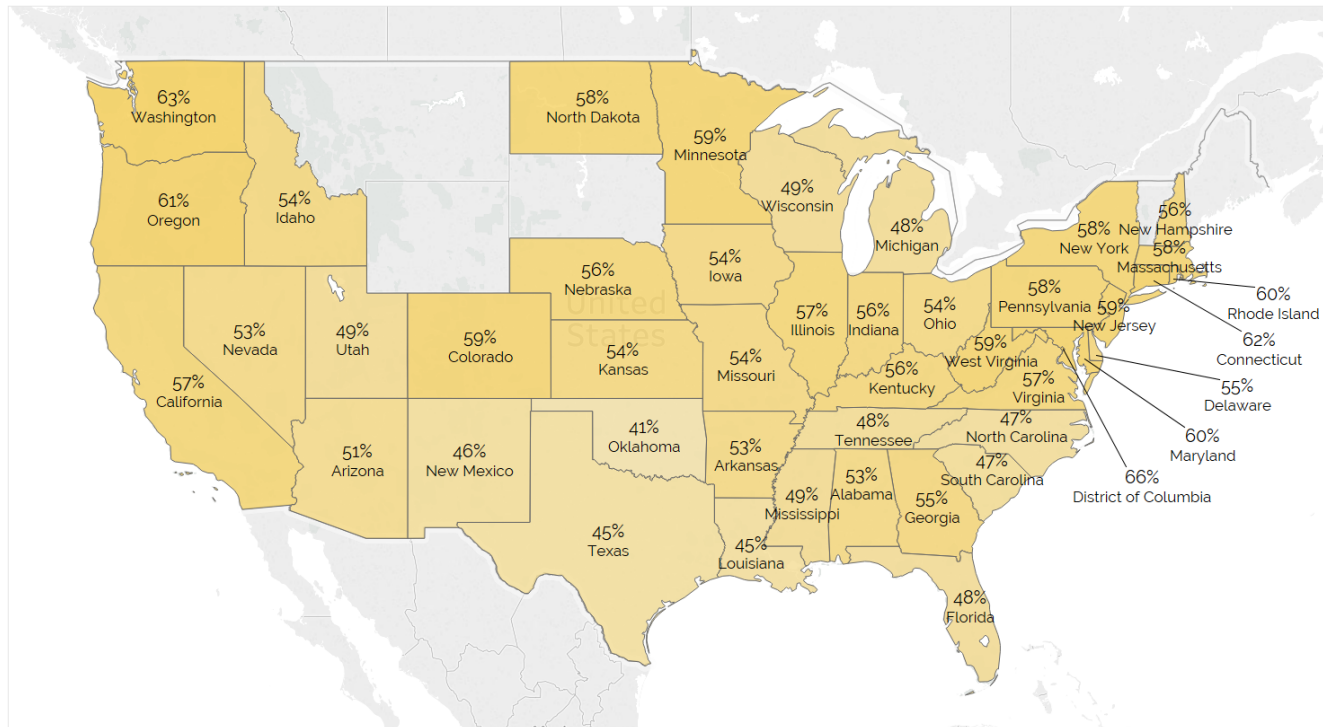 63%
Washington
58%
North Dakota
59%
Minnesota
61%
Oregon
54%
Idaho
49%
Wisconsin
48%
Michigan
58%
New York
56%
New Hampshire
58%
Massachusetts
60%
Rhode Island
62%
Connecticut
55%
Delaware
60%
Maryland
66%
District of Columbia
57%
California
53%
Nevada
49%
Utah
59%
Colorado
56%
Nebraska
United
States
54%
Kansas
54%
Iowa
54%
Missouri
57%
Illinois
56%
Indiana
54%
Ohio
58%
Pennsylvania
59%
New Jersey
59%
West Virginia
57%
Virginia
56%
Kentucky
51%
Arizona
46%
New Mexico
41%
Oklahoma
53%
Arkansas
48%
Tennessee
47%
North Carolina
47%
South Carolina
45%
Texas
45%
Louisiana
49%
Mississippi
53%
Alabama
55%
Georgia
48%
Florida